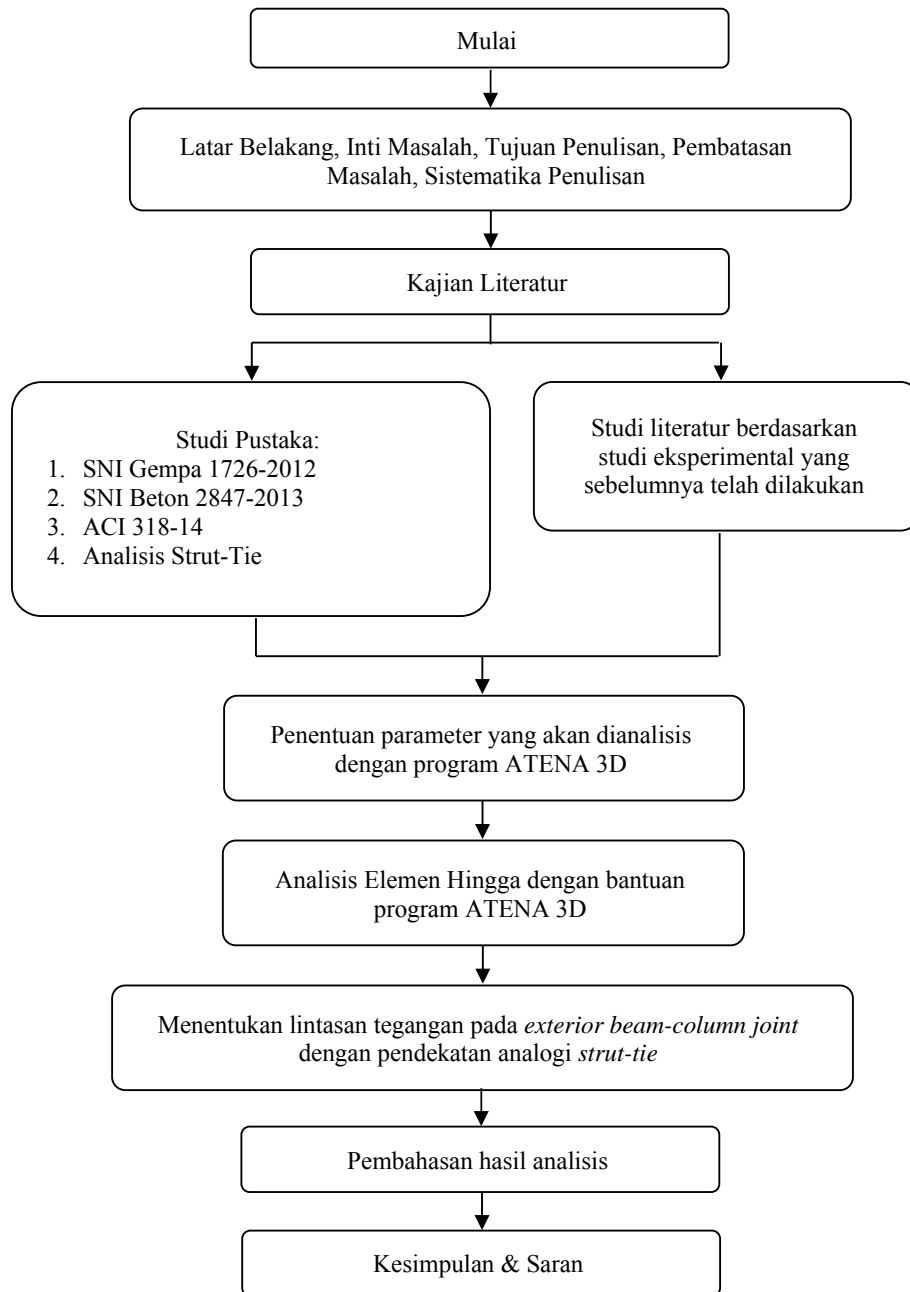 Mulai
Latar Belakang, Inti Masalah, Tujuan Penulisan, Pembatasan
Masalah, Sistematika Penulisan
Kajian Literatur
Studi Pustaka:
1. SNI Gempa 1726-2012
2. SNI Beton 2847-2013
3. ACI 318-14
4. Analisis Strut-Tie
Studi literatur berdasarkan
studi eksperimental yang
sebelumnya telah dilakukan
Penentuan parameter yang akan dianalisis
dengan program ATENA 3D
Analisis Elemen Hingga dengan bantuan
program ATENA 3D
Menentukan lintasan tegangan pada exterior beam-column joint
dengan pendekatan analogi strut-tie
Pembahasan hasil analisis
Kesimpulan & Saran